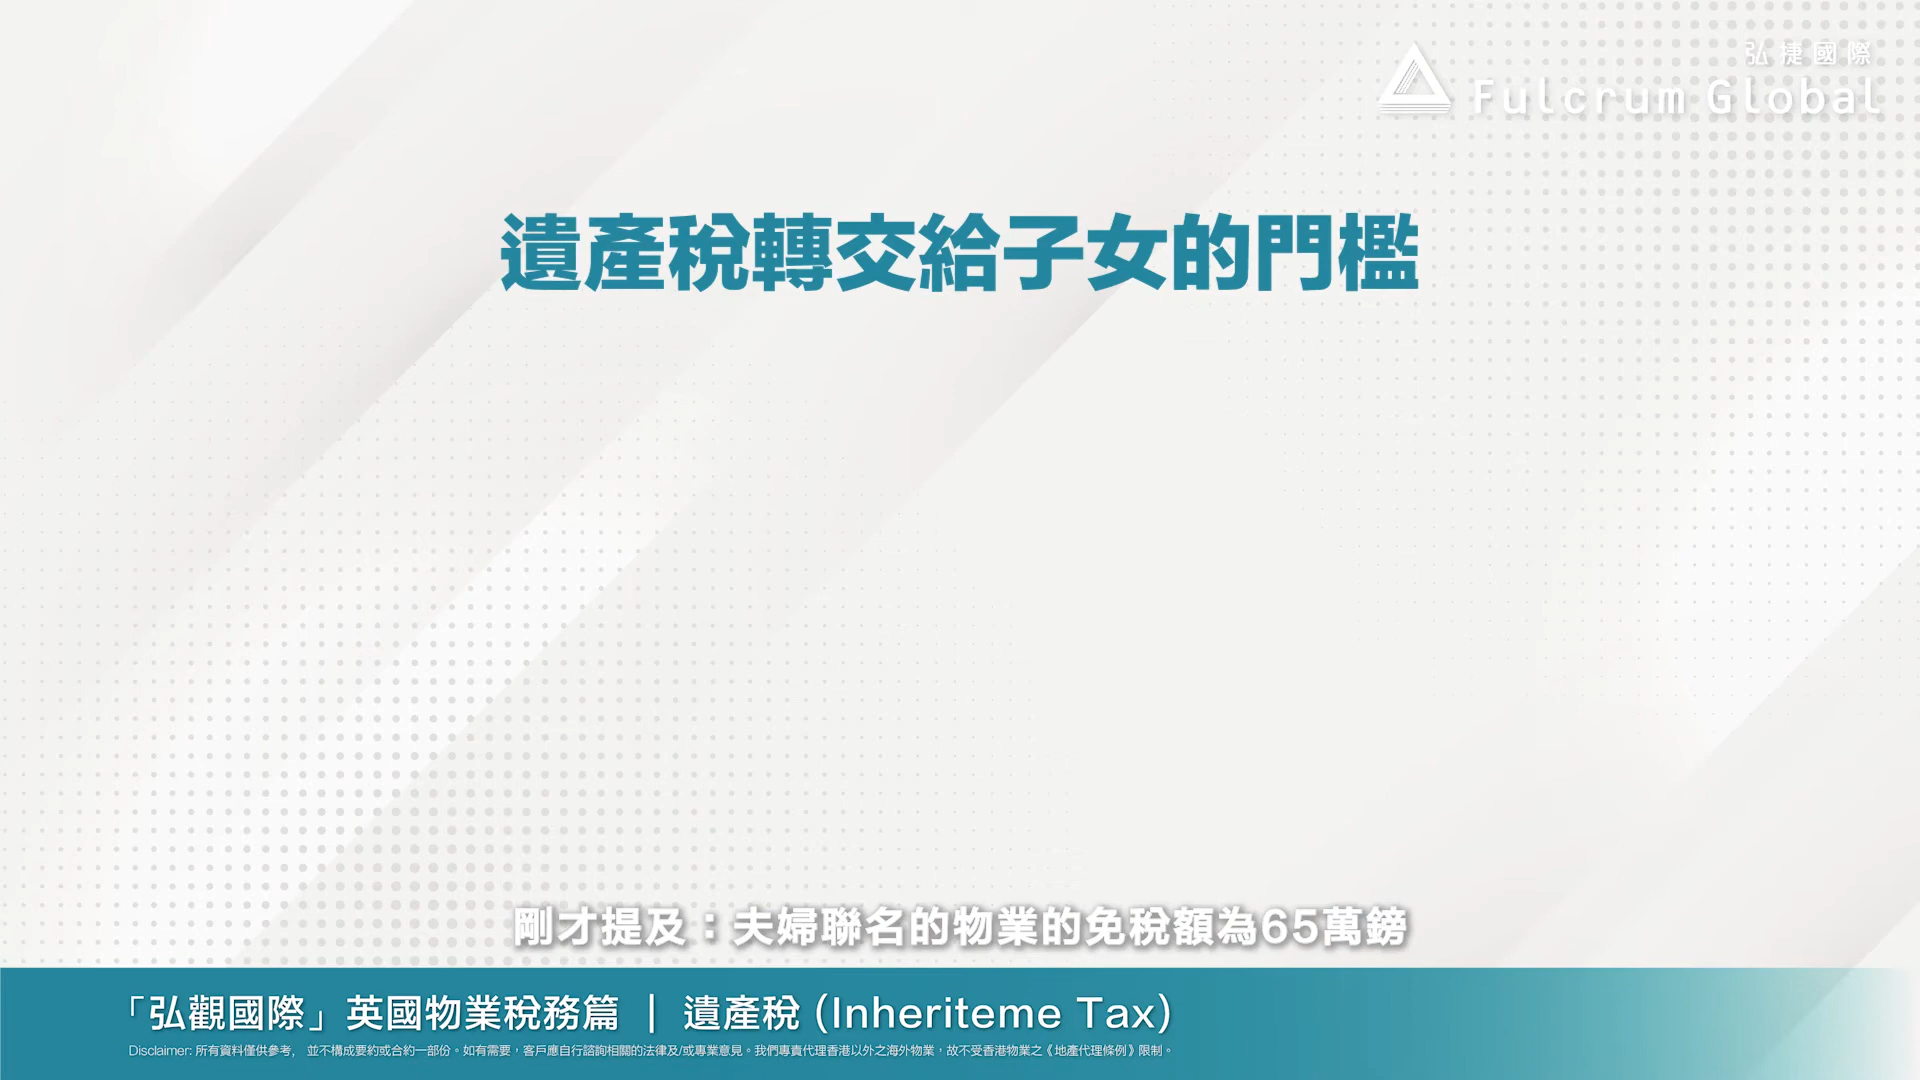 弘捷國際
Fulcrum Global
遺產稅轉交給子女的門檻
剛才提及：夫婦聯名的物業的免稅額為65萬鎊
「弘觀國際」英國物業稅務篇 | 遺產稅 (Inheriteme Tax)
Disclaimer: 所有資料僅供參考， 並不構成要約或合約一部份。如有需要，客戶應自行諮詢相關的法律及/或專業意見。我們專責代理香港以外之海外物業，故不受香港物業之《地產代理條例》限制。